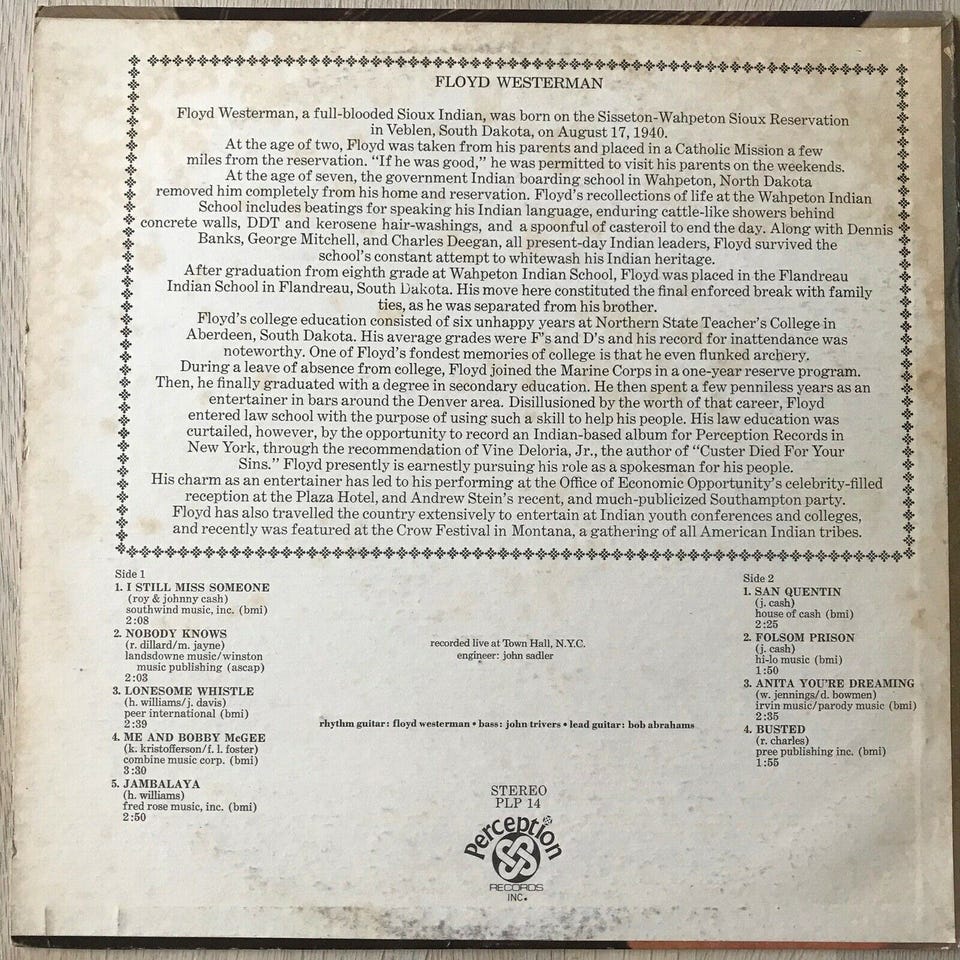 FLOYD WESTERMAN
Floyd Westerman, a full-blooded Sioux Indian, was born on the Sisseton-Wahpeton Sioux Reservation
in Veblen, South Dakota, on August 17, 1940.
At the age of two, Floyd was taken from his parents and placed in a Catholic Mission a few
miles from the reservation. "If he was good," he was permitted to visit his parents on the weekends.
At the age of seven, the government Indian boarding school in Wahpeton, North Dakota
removed him completely from his home and reservation. Floyd's recollections of life at the Wahpeton Indian
School includes beatings for speaking his Indian language, enduring cattle-like showers behind
concrete walls, DDT and kerosene hair-washings, and a spoonful of casteroil to end the day. Along with Dennis
Banks, George Mitchell, and Charles Deegan, all present-day Indian leaders, Floyd survived the
school's constant attempt to whitewash his Indian heritage.
After graduation from eighth grade at Wahpeton Indian School, Floyd was placed in the Flandreau
Indian School in Flandreau, South Dakota. His move here constituted the final enforced break with family
ties, as he was separated from his brother.
Floyd's college education consisted of six unhappy years at Northern State Teacher's College in
Aberdeen, South Dakota. His average grades were F's and D's and his record for inattendance was
noteworthy. One of Floyd's fondest memories of college is that he even flunked archery.
During a leave of absence from college, Floyd joined the Marine Corps in a one-year reserve program.
Then, he finally graduated with a degree in secondary education. He then spent a few penniless years as an
entertainer in bars around the Denver area. Disillusioned by the worth of that career, Floyd
entered law school with the purpose of using such a skill to help his people. His law education was
curtailed, however, by the opportunity to record an Indian-based album for Perception Records in
New York, through the recommendation of Vine Deloria, Jr., the author of "Custer Died For Your
Sins." Floyd presently is earnestly pursuing his role as a spokesman for his people.
His charm as an entertainer has led to his performing at the Office of Economic Opportunity's celebrity-filled
reception at the Plaza Hotel, and Andrew Stein's recent, and much-publicized Southampton party.
Floyd has also travelled the country extensively to entertain at Indian youth conferences and colleges,
and recently was featured at the Crow Festival in Montana, a gathering of all American Indian tribes.
Side 1
1. I STILL MISS SOMEONE
(roy & johnny cash)
southwind music, inc. (bmi)
2:08
2. NOBODY KNOWS
(r. dillard/m. jayne)
landsdowne music/winston
music publishing (ascap)
2:03
3. LONESOME WHISTLE
(h. williams/j. davis)
peer international (bmi)
2:39
4. ME AND BOBBY McGEE
(k. kristofferson/f. l. foster)
combine music corp. (bmi)
3:30
5. JAMBALAYA
(h. williams)
fred rose music, inc. (bmi)
2:50
recorded live at Town Hall, N.Y.C.
engineer: john sadler
rhythm guitar: floyd westerman • bass: john trivers • lead guitar: bob abrahams
Side 2
1. SAN QUENTIN
(j. cash)
house of cash (bmi)
2:25
2. FOLSOM PRISON
(j. cash)
hi-lo music (bmi)
1:50
3. ANITA YOU'RE DREAMING
(w. jennings/d. bowmen)
irvin music/parody music (bmi)
2:35
4. BUSTED
(r. charles)
pree publishing inc. (bmi)
1:55
STEREO
PLP 14
Perception
RECORDS
INC.